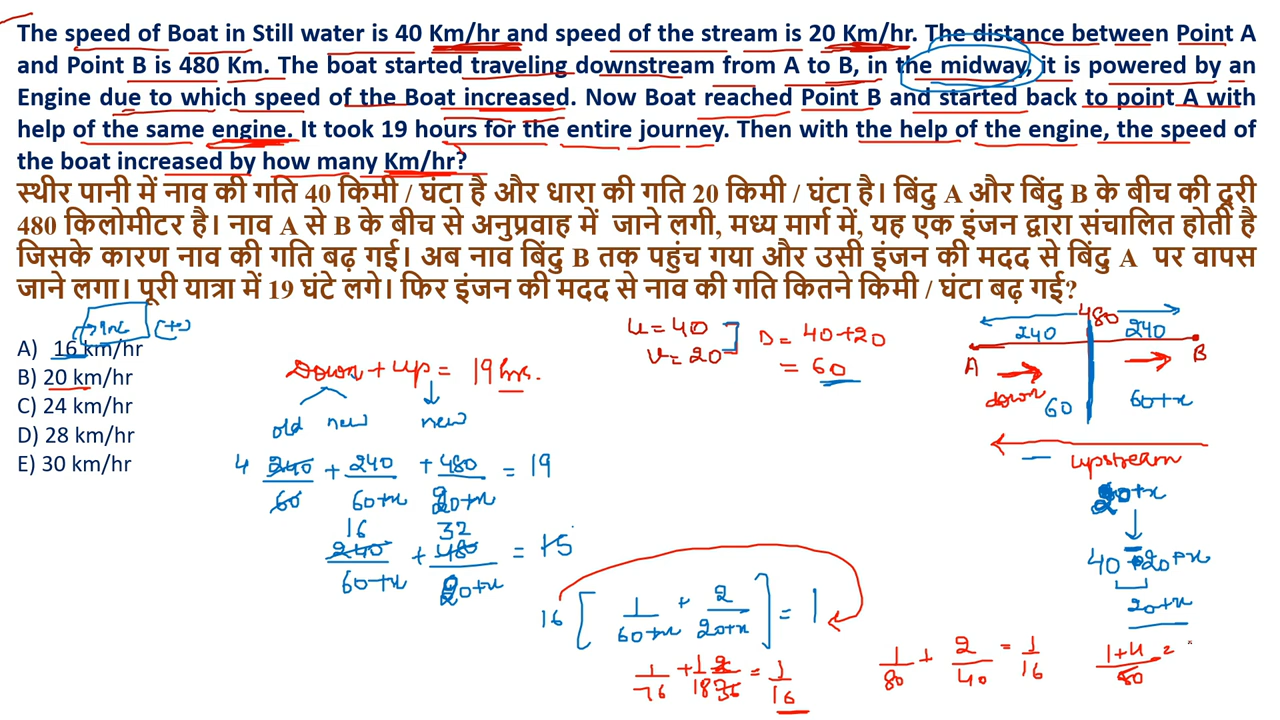 The speed of Boat in Still water is 40 Km/hr and speed of the stream is 20 Km/hr. The distance between Point A
and Point B is 480 Km. The boat started traveling downstream from A to B, in the midway, it is powered by an
Engine due to which speed of the Boat increased. Now Boat reached Point B and started back to point A with
help of the same engine. It took 19 hours for the entire journey. Then with the help of the engine, the speed of
the boat increased by how many Km/hr?
स्थीर पानी में नाव की गति 40 किमी / घंटा है और धारा की गति 20 किमी / घंटा है। बिंदु A और बिंदु B के बीच की दूरी
480 किलोमीटर है। नाव A से B के बीच से अनुप्रवाह में जाने लगी, मध्य मार्ग में, यह एक इंजन द्वारा संचालित होती है
जिसके कारण नाव की गति बढ़ गई। अब नाव बिंदु B तक पहुंच गया और उसी इंजन की मदद से बिंदु A पर वापस
जाने लगा। पूरी यात्रा में 19 घंटे लगे। फिर इंजन की मदद से नाव की गति कितने किमी / घंटा बढ़ गई?
→Inc (+)
A) 16 km/hr
B) 20 km/hr
C) 24 km/hr
D) 28 km/hr
E) 30 km/hr
Down + up = 19 hrs.
old new new
4 240/60 + 240/60+x + 480/20+x = 19
16 32
240/60+x + 480/20+x = 15
u = 40
v = 20
D = 40+20
= 60
480
240 240
A B
down 60 60+x
upstream
20+x
40-20+x
20+x
16 [ 1/60+x + 2/20+x ] = 1
1/76 + 1 2/18 36 = 1/16
1/80 + 2/40 = 1/16
1+4/80 =